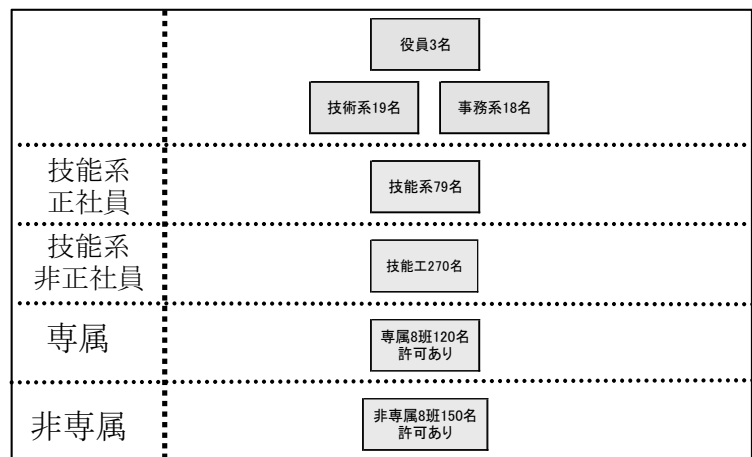 役員3名
技術系19名
事務系18名
技能系
正社員
技能系79名
技能系
非正社員
技能工270名
専属
専属8班120名
許可あり
非専属
非専属8班150名
許可あり